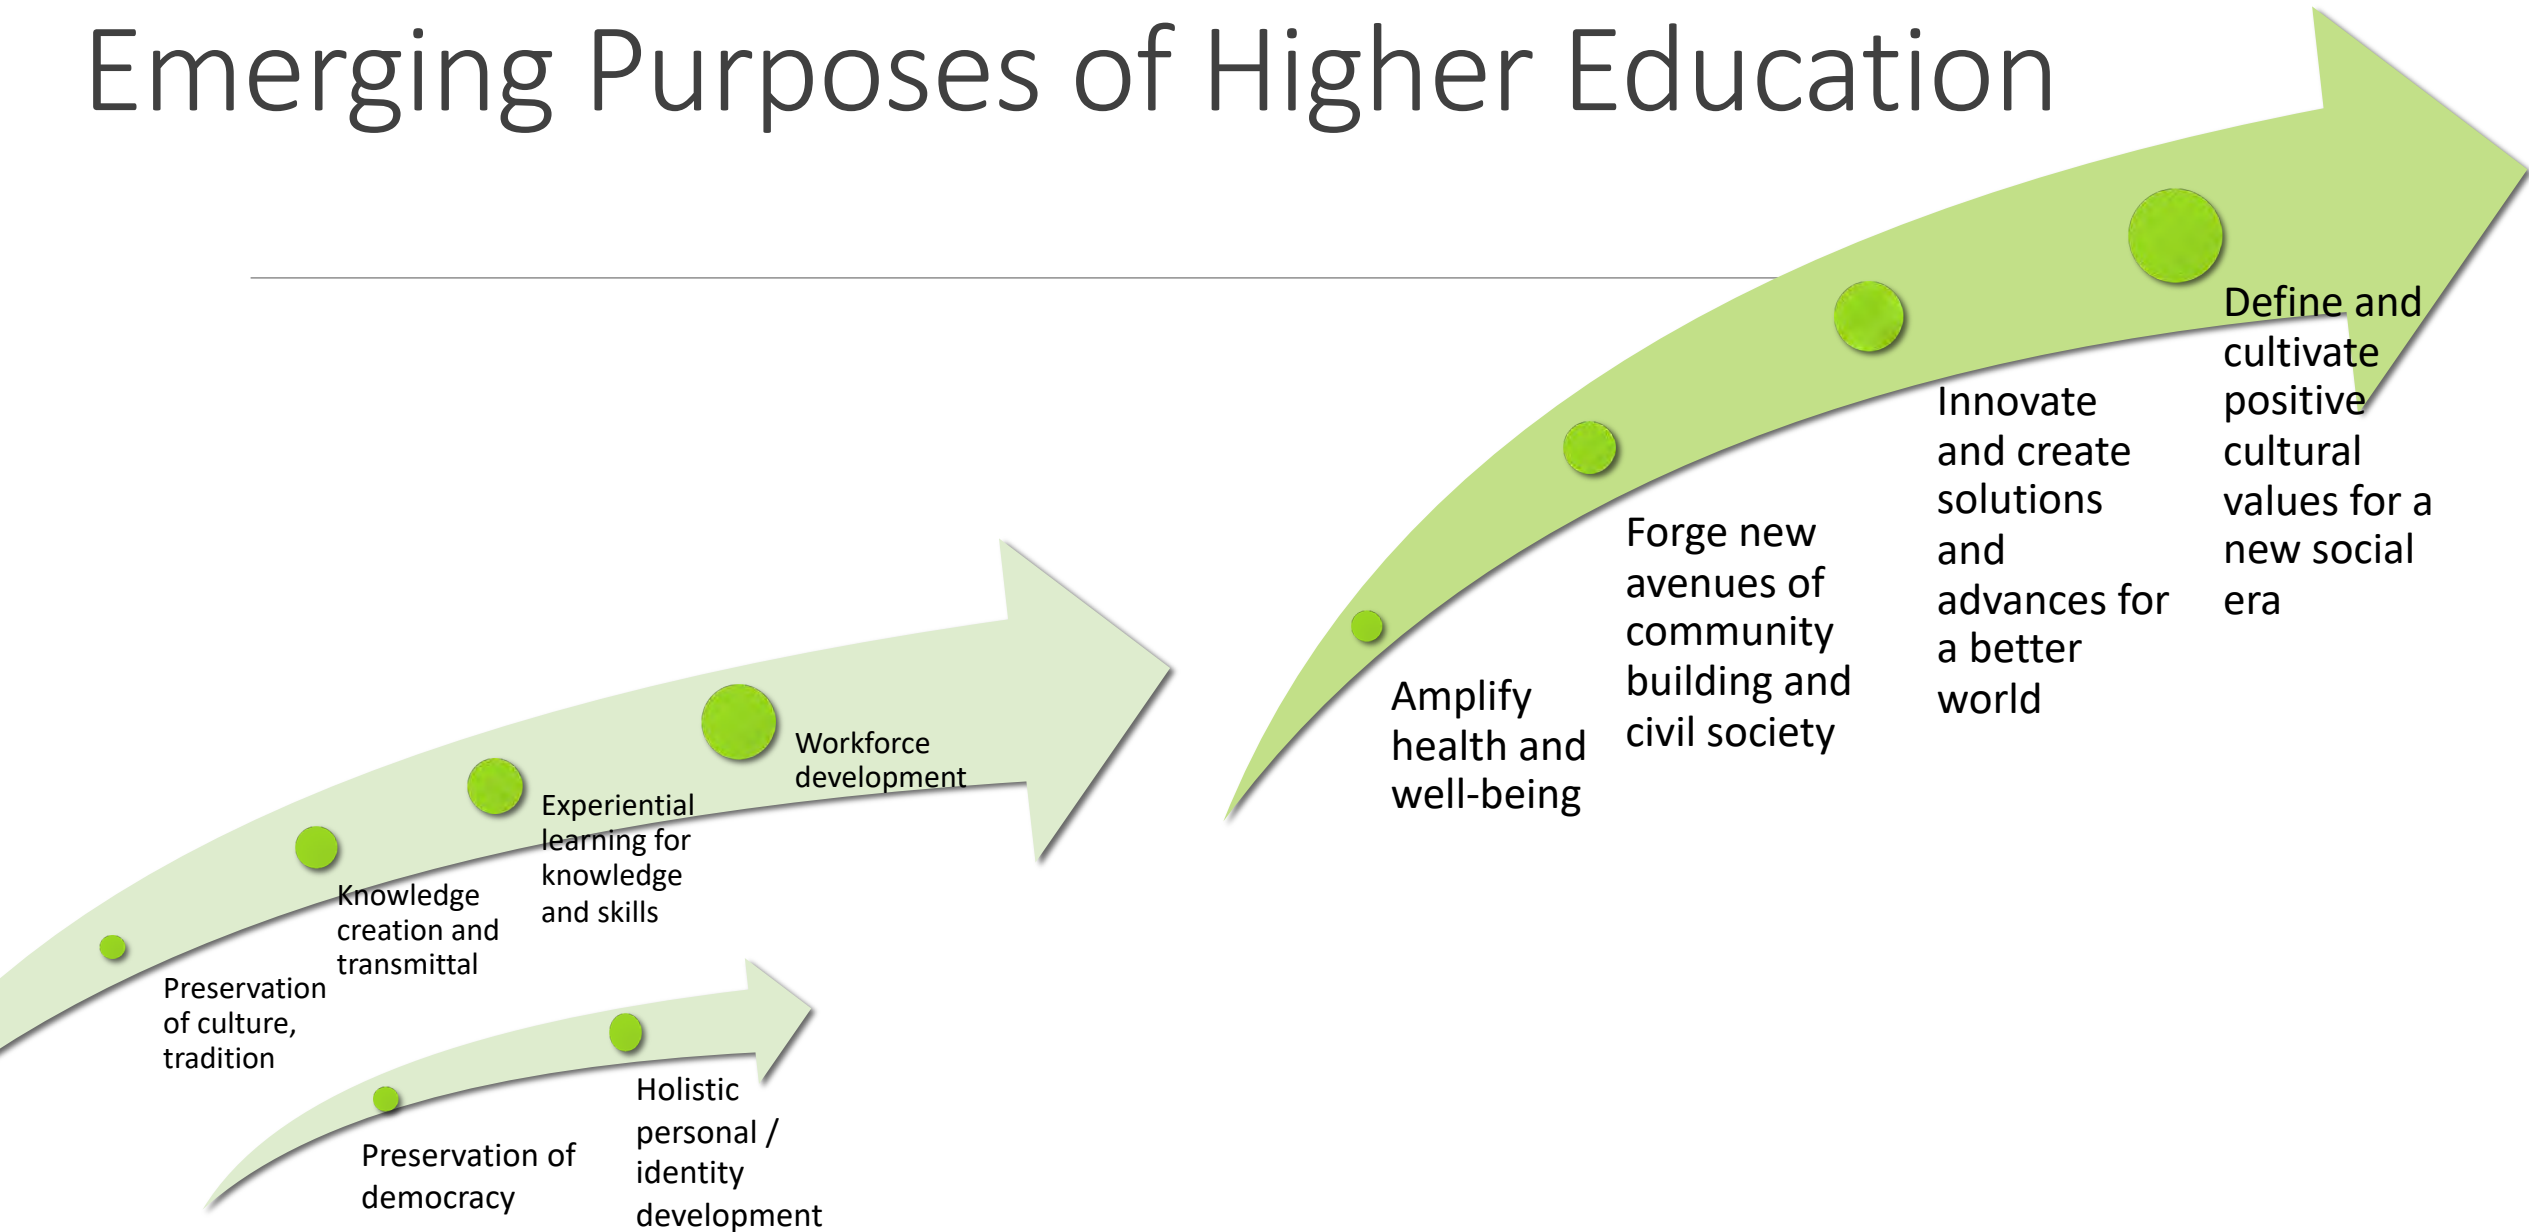 Emerging Purposes of Higher Education
Preservation
of culture,
tradition
Knowledge
creation and
transmittal
Experiential
learning for
knowledge
and skills
Workforce
development
Preservation of
democracy
Holistic
personal /
identity
development
Amplify
health and
well-being
Forge new
avenues of
community
building and
civil society
Innovate
and create
solutions
and
advances for
a better
world
Define and
cultivate
positive
cultural
values for a
new social
era